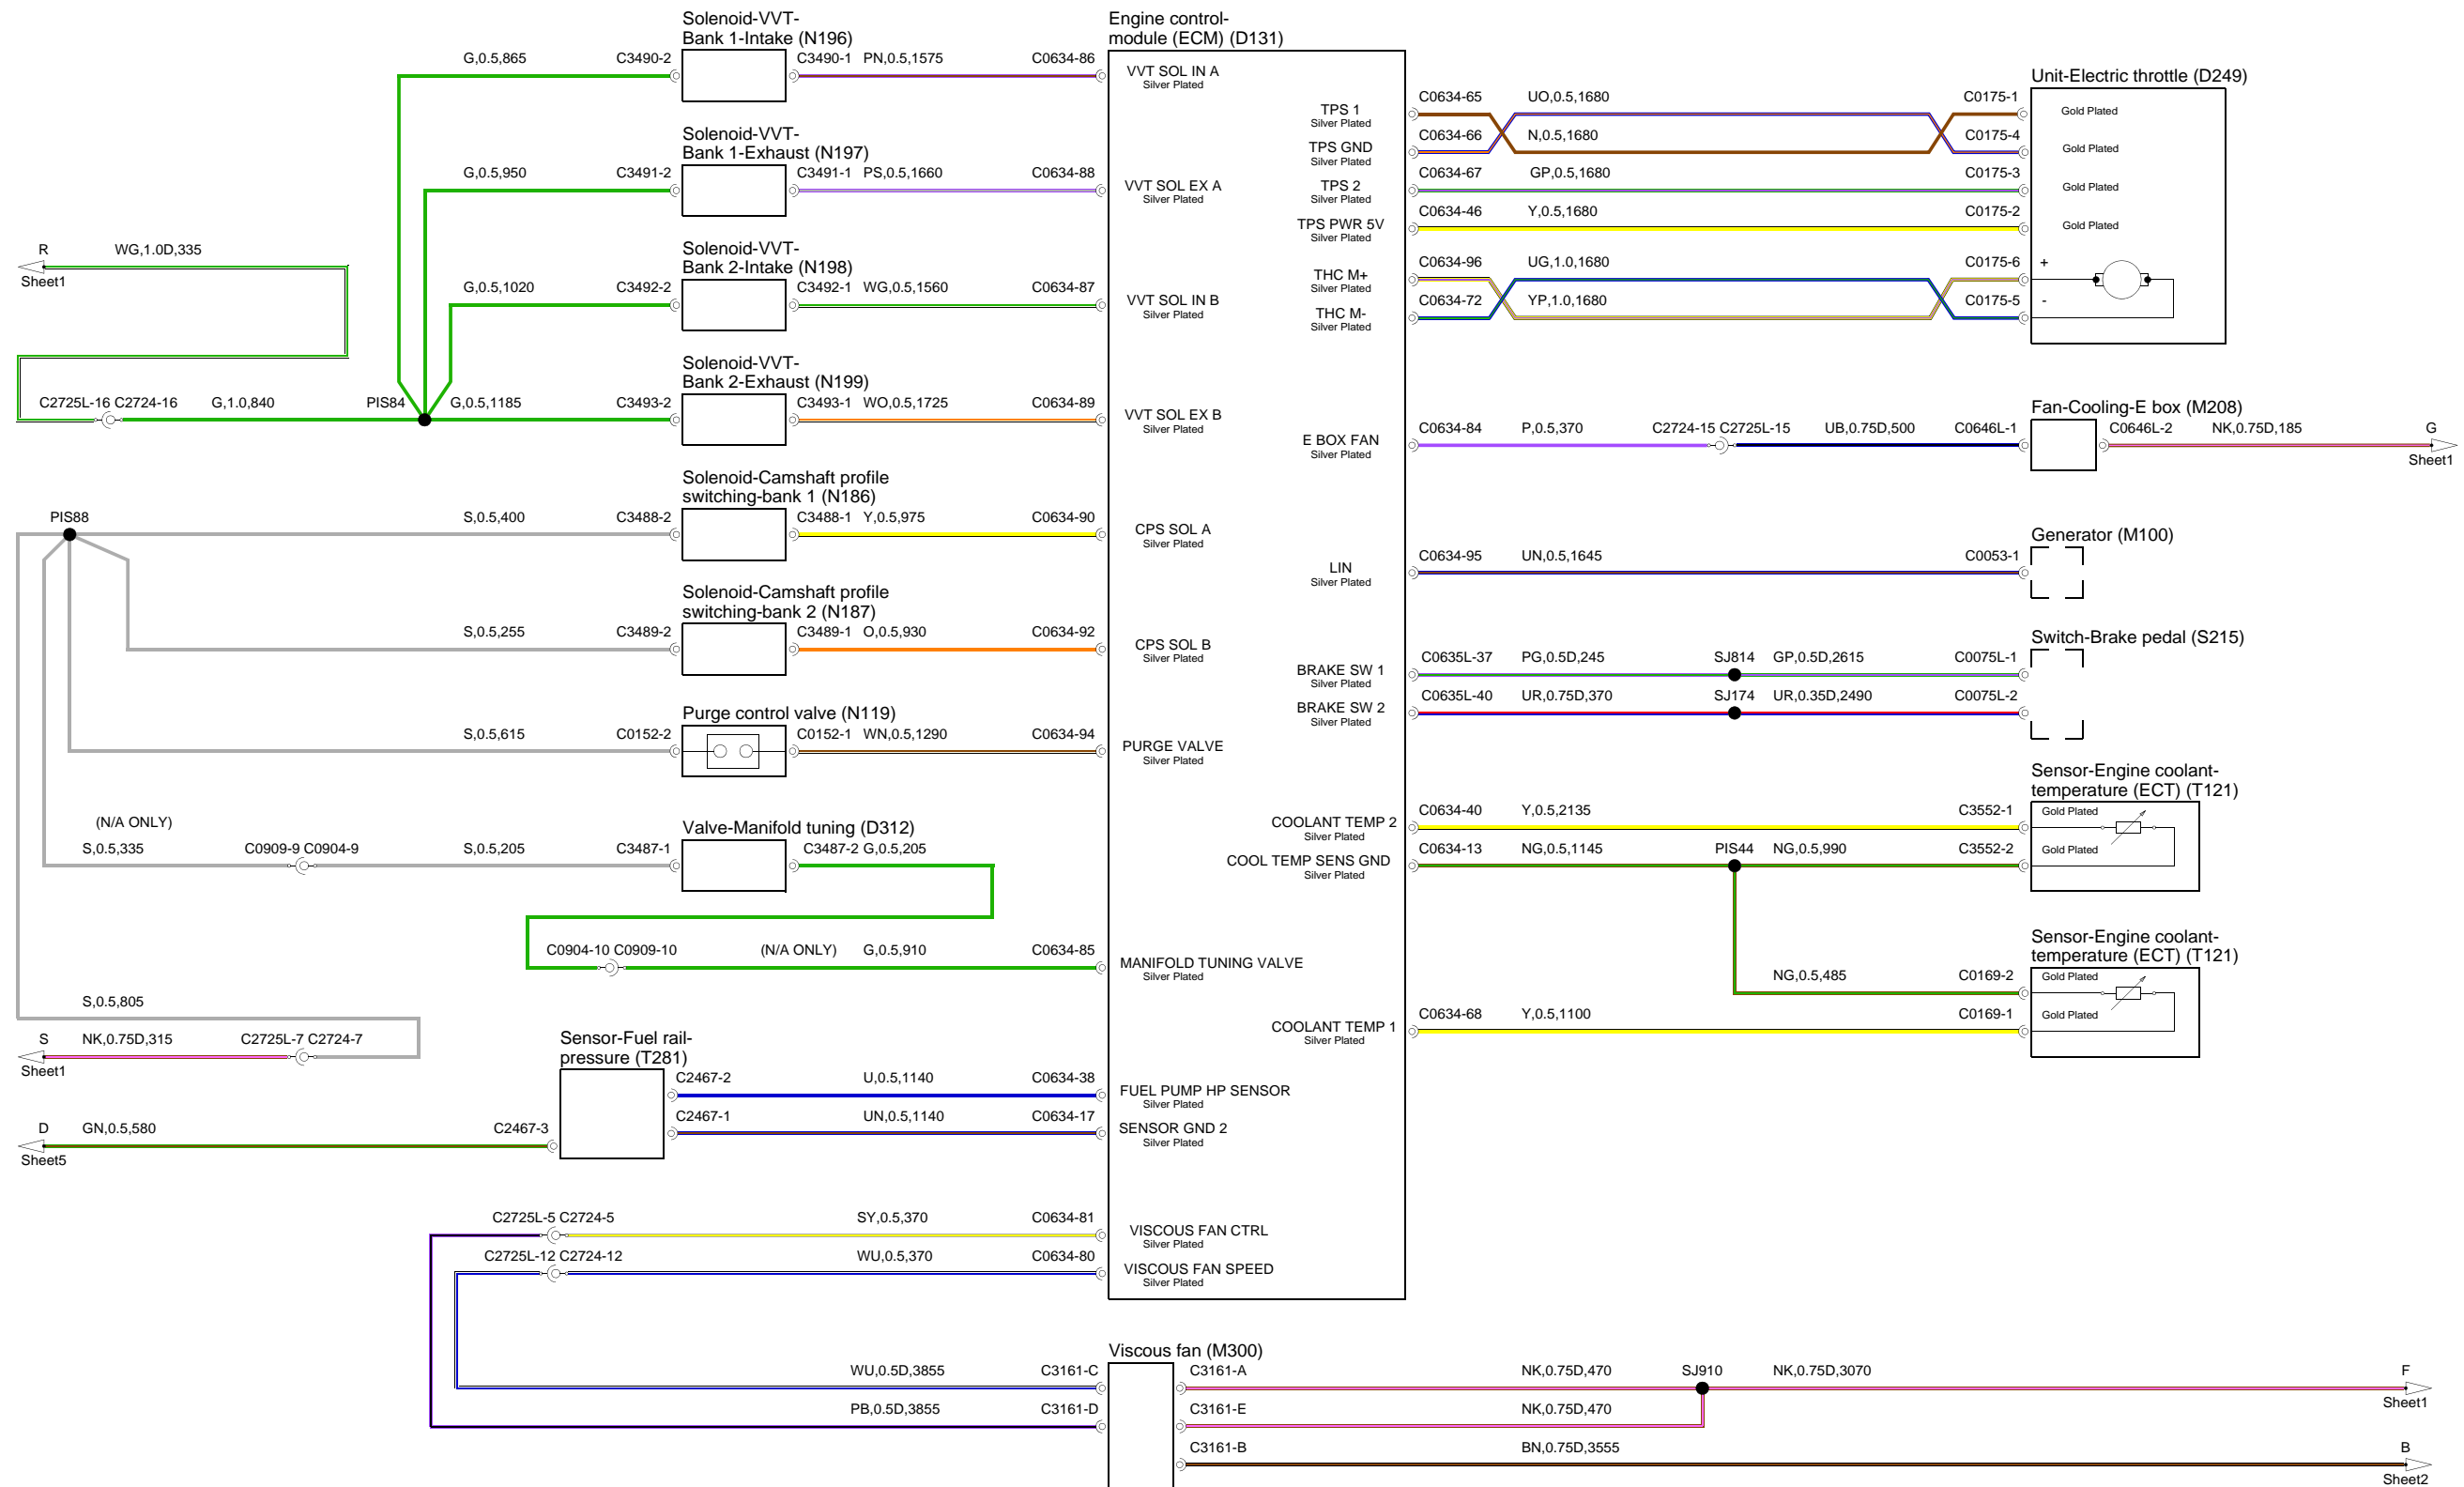 Solenoid-VVT-
Bank 1-Intake (N196)
G,0.5,865
C3490-2
C3490-1
PN,0.5,1575
C0634-86
Solenoid-VVT-
Bank 1-Exhaust (N197)
G,0.5,950
C3491-2
C3491-1
PS,0.5,1660
C0634-88
R
Sheet1
WG,1.0D,335
Solenoid-VVT-
Bank 2-Intake (N198)
G,0.5,1020
C3492-2
C3492-1
WG,0.5,1560
C0634-87
Solenoid-VVT-
Bank 2-Exhaust (N199)
C2725L-16 C2724-16
G,1.0,840
PIS84
G,0.5,1185
C3493-2
C3493-1
WO,0.5,1725
C0634-89
Solenoid-Camshaft profile
switching-bank 1 (N186)
PIS88
S,0.5,400
C3488-2
C3488-1
Y,0.5,975
C0634-90
Solenoid-Camshaft profile
switching-bank 2 (N187)
S,0.5,255
C3489-2
C3489-1
O,0.5,930
C0634-92
Purge control valve (N119)
S,0.5,615
C0152-2
C0152-1
WN,0.5,1290
C0634-94
Valve-Manifold tuning (D312)
(N/A ONLY)
S,0.5,335
C0909-9 C0904-9
S,0.5,205
C3487-1
C3487-2
G,0.5,205
C0904-10 C0909-10
(N/A ONLY)
G,0.5,910
C0634-85
S,0.5,805
S
Sheet1
NK,0.75D,315
C2725L-7 C2724-7
Sensor-Fuel rail-
pressure (T281)
C2467-2
U,0.5,1140
C0634-38
C2467-1
UN,0.5,1140
C0634-17
D
Sheet5
GN,0.5,580
C2467-3
C2725L-5 C2724-5
SY,0.5,370
C0634-81
C2725L-12 C2724-12
WU,0.5,370
C0634-80
Engine control-
module (ECM) (D131)
VVT SOL IN A
Silver Plated
VVT SOL EX A
Silver Plated
VVT SOL IN B
Silver Plated
VVT SOL EX B
Silver Plated
CPS SOL A
Silver Plated
CPS SOL B
Silver Plated
PURGE VALVE
Silver Plated
MANIFOLD TUNING VALVE
Silver Plated
FUEL PUMP HP SENSOR
Silver Plated
SENSOR GND 2
Silver Plated
VISCOUS FAN CTRL
Silver Plated
VISCOUS FAN SPEED
Silver Plated
TPS 1
Silver Plated
TPS GND
Silver Plated
TPS 2
Silver Plated
TPS PWR 5V
Silver Plated
THC M+
Silver Plated
THC M-
Silver Plated
E BOX FAN
Silver Plated
LIN
Silver Plated
BRAKE SW 1
Silver Plated
BRAKE SW 2
Silver Plated
COOLANT TEMP 2
Silver Plated
COOL TEMP SENS GND
Silver Plated
COOLANT TEMP 1
Silver Plated
Unit-Electric throttle (D249)
C0634-65
UO,0.5,1680
C0175-1
Gold Plated
C0634-66
N,0.5,1680
C0175-4
Gold Plated
C0634-67
GP,0.5,1680
C0175-3
Gold Plated
C0634-46
Y,0.5,1680
C0175-2
Gold Plated
C0634-96
UG,1.0,1680
C0175-6
+
C0634-72
YP,1.0,1680
C0175-5
-
Fan-Cooling-E box (M208)
C0634-84
P,0.5,370
C2724-15 C2725L-15
UB,0.75D,500
C0646L-1
C0646L-2
NK,0.75D,185
G
Sheet1
Generator (M100)
C0634-95
UN,0.5,1645
C0053-1
Switch-Brake pedal (S215)
C0635L-37
PG,0.5D,245
SJ814
GP,0.5D,2615
C0075L-1
C0635L-40
UR,0.75D,370
SJ174
UR,0.35D,2490
C0075L-2
Sensor-Engine coolant-
temperature (ECT) (T121)
C0634-40
Y,0.5,2135
C3552-1
Gold Plated
C0634-13
NG,0.5,1145
PIS44
NG,0.5,990
C3552-2
Gold Plated
Sensor-Engine coolant-
temperature (ECT) (T121)
NG,0.5,485
C0169-2
Gold Plated
C0634-68
Y,0.5,1100
C0169-1
Gold Plated
Viscous fan (M300)
WU,0.5D,3855
C3161-C
C3161-A
NK,0.75D,470
SJ910
NK,0.75D,3070
F
Sheet1
PB,0.5D,3855
C3161-D
C3161-E
NK,0.75D,470
C3161-B
BN,0.75D,3555
B
Sheet2